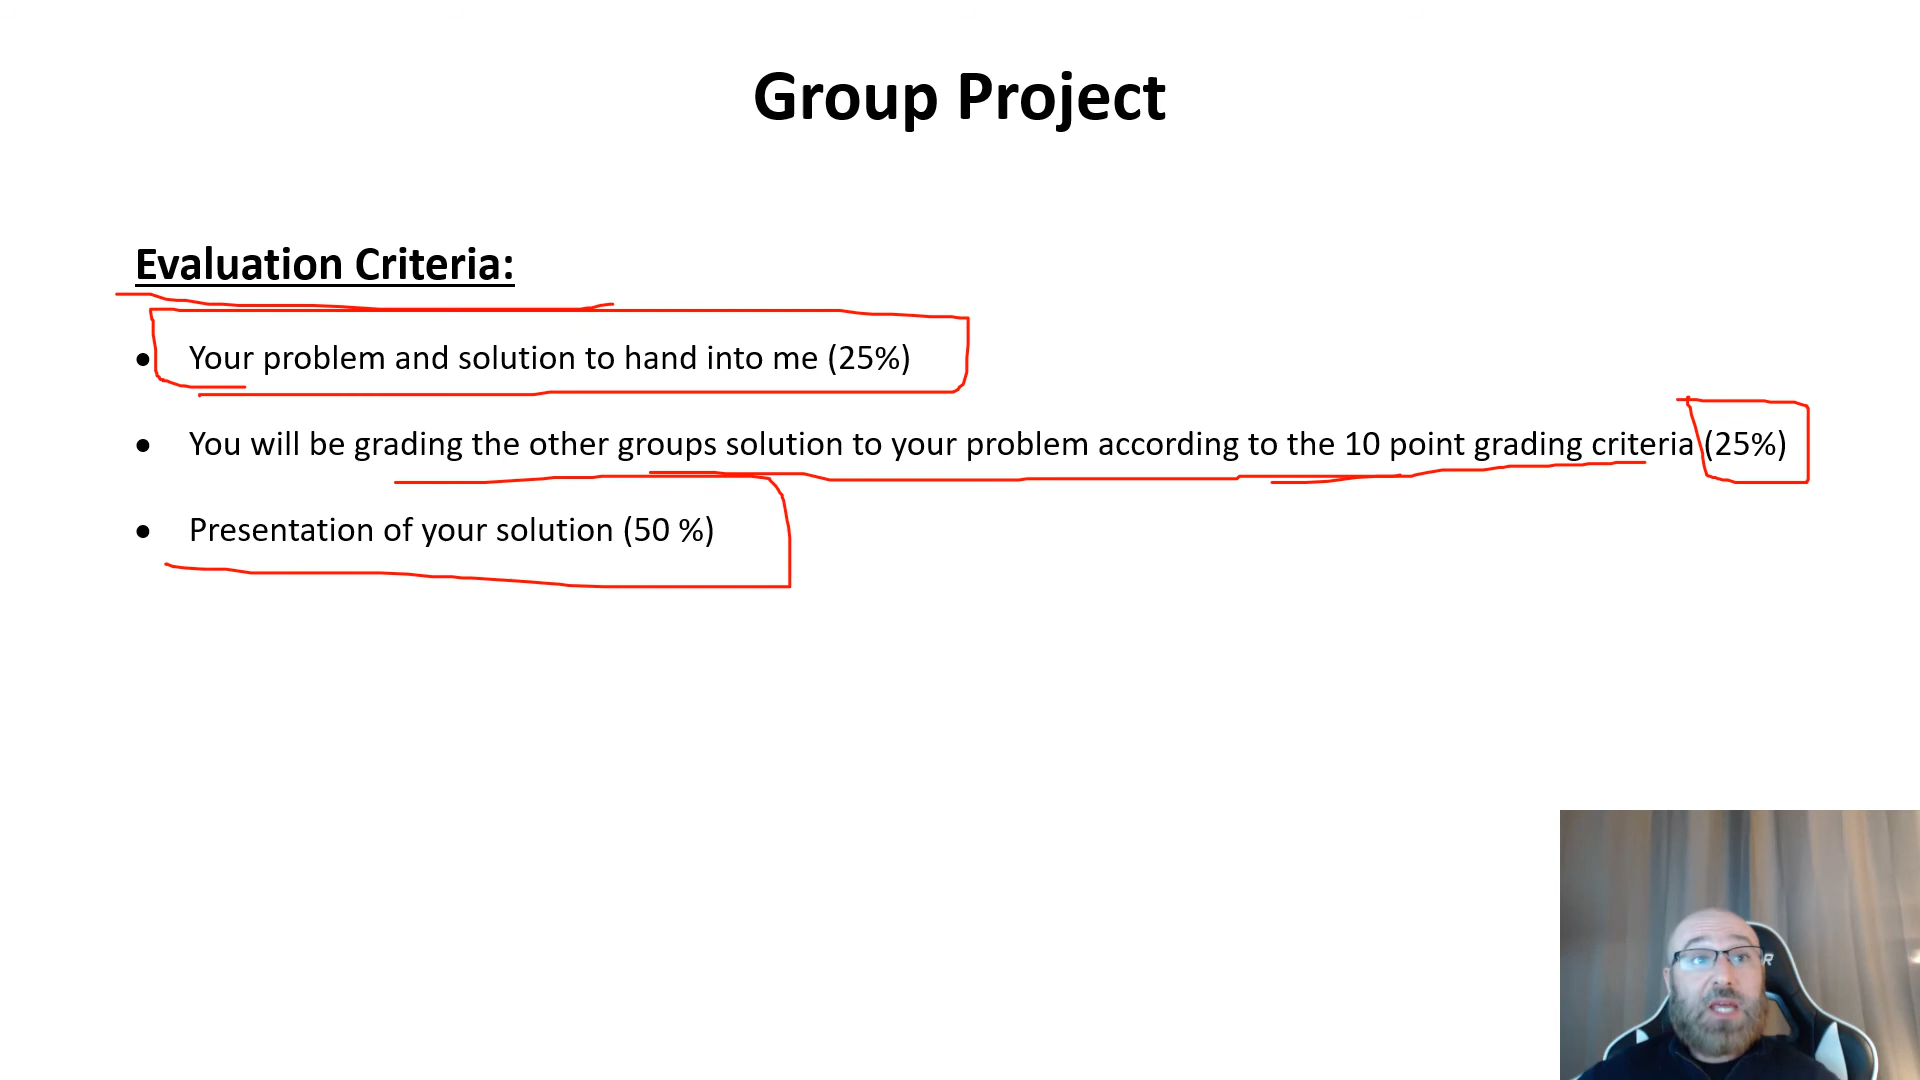 Group Project
Evaluation Criteria:
• Your problem and solution to hand into me (25%)
• You will be grading the other groups solution to your problem according to the 10 point grading criteria (25%)
• Presentation of your solution (50 %)
R